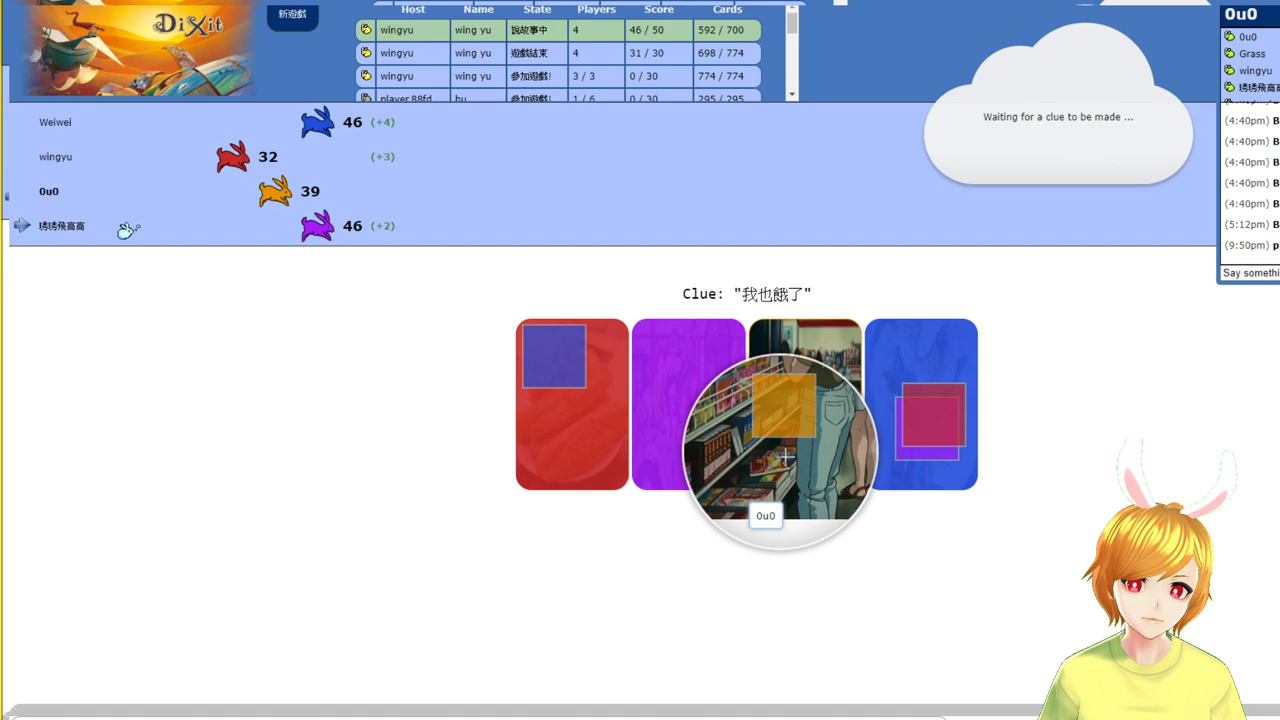 DiXit
新遊戲
Host Name State Players Score Cards
wingyu wing yu 說故事中 4 46 / 50 592 / 700
wingyu wing yu 遊戲結束 4 31 / 30 698 / 774
wingyu wing yu 參加遊戲! 3 / 3 0 / 30 774 / 774
player 88fd hu 參加遊戲! 1 / 6 0 / 30 295 / 295
0u0
0u0
Grass
wingyu
琇琇飛高高
Weiwei 46 (+4)
wingyu 32 (+3)
0u0 39
琇琇飛高高 46 (+2)
Waiting for a clue to be made ...
(4:40pm) B
(4:40pm) B
(4:40pm) B
(4:40pm) B
(4:40pm) B
(5:12pm) B
(9:50pm) p
Say somethi
Clue: "我也餓了"
0u0